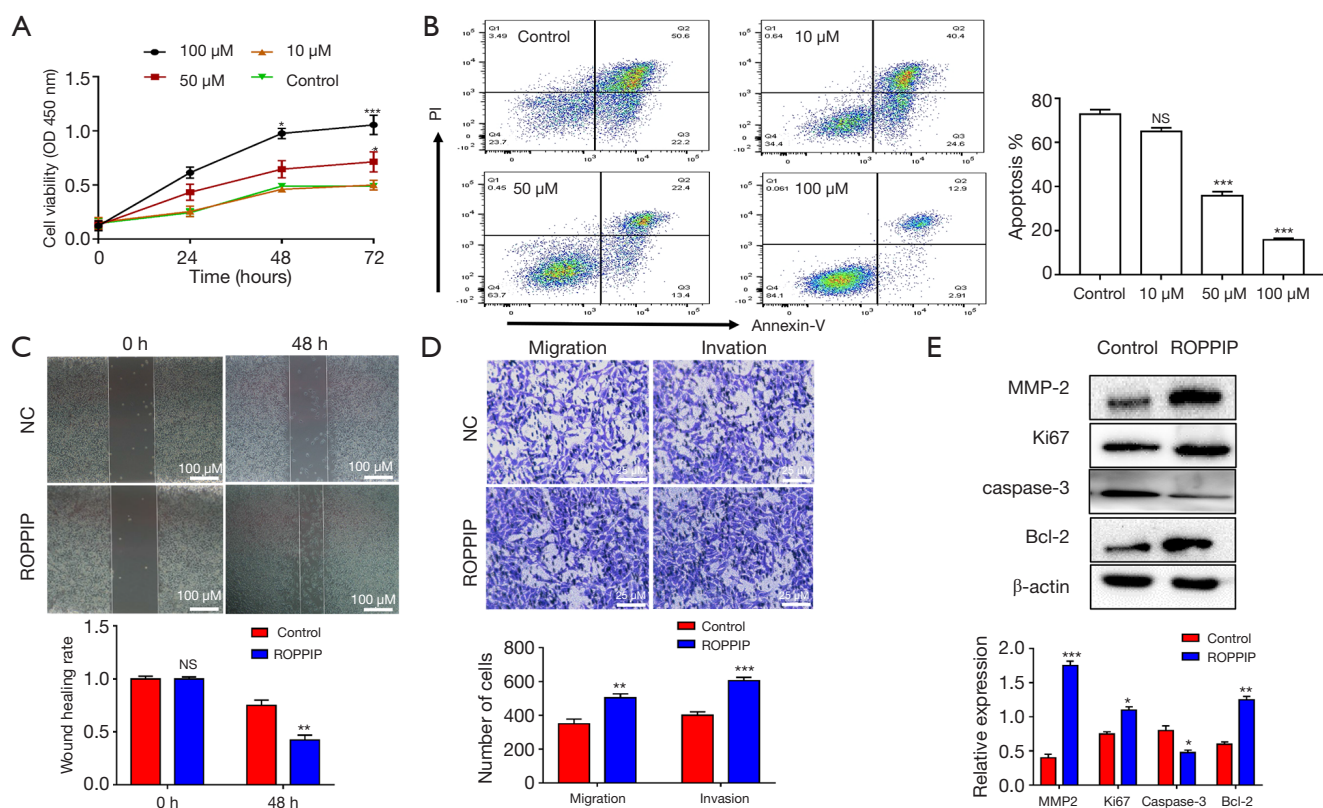 A
100 μM
10 μM
50 μM
Control
Cell viability (OD 450 nm)
1.5
1.0
0.5
0.0
*
***
*
0
24
48
72
Time (hours)
B
PI
Control
Q1
3.49
Q2
50.6
Q4
23.7
Q3
22.2
10 μM
Q1
0.64
Q2
40.4
Q4
34.4
Q3
24.6
50 μM
Q1
0.45
Q2
22.4
Q4
63.7
Q3
13.4
100 μM
Q1
0.061
Q2
12.9
Q4
84.1
Q3
2.91
Annexin-V
Apoptosis %
80
60
40
20
0
NS
***
***
Control
10 μM
50 μM
100 μM
C
0 h
48 h
NC
100 μM
100 μM
ROPPIP
100 μM
100 μM
Control
ROPPIP
Wound healing rate
1.5
1.0
0.5
0.0
NS
**
0 h
48 h
D
Migration
Invation
NC
25 μM
25 μM
ROPPIP
25 μM
25 μM
Control
ROPPIP
Number of cells
800
600
400
200
0
**
***
Migration
Invasion
E
Control
ROPPIP
MMP-2
Ki67
caspase-3
Bcl-2
β-actin
Control
ROPPIP
Relative expression
2.0
1.5
1.0
0.5
0.0
***
*
*
**
MMP2
Ki67
Caspase-3
Bcl-2